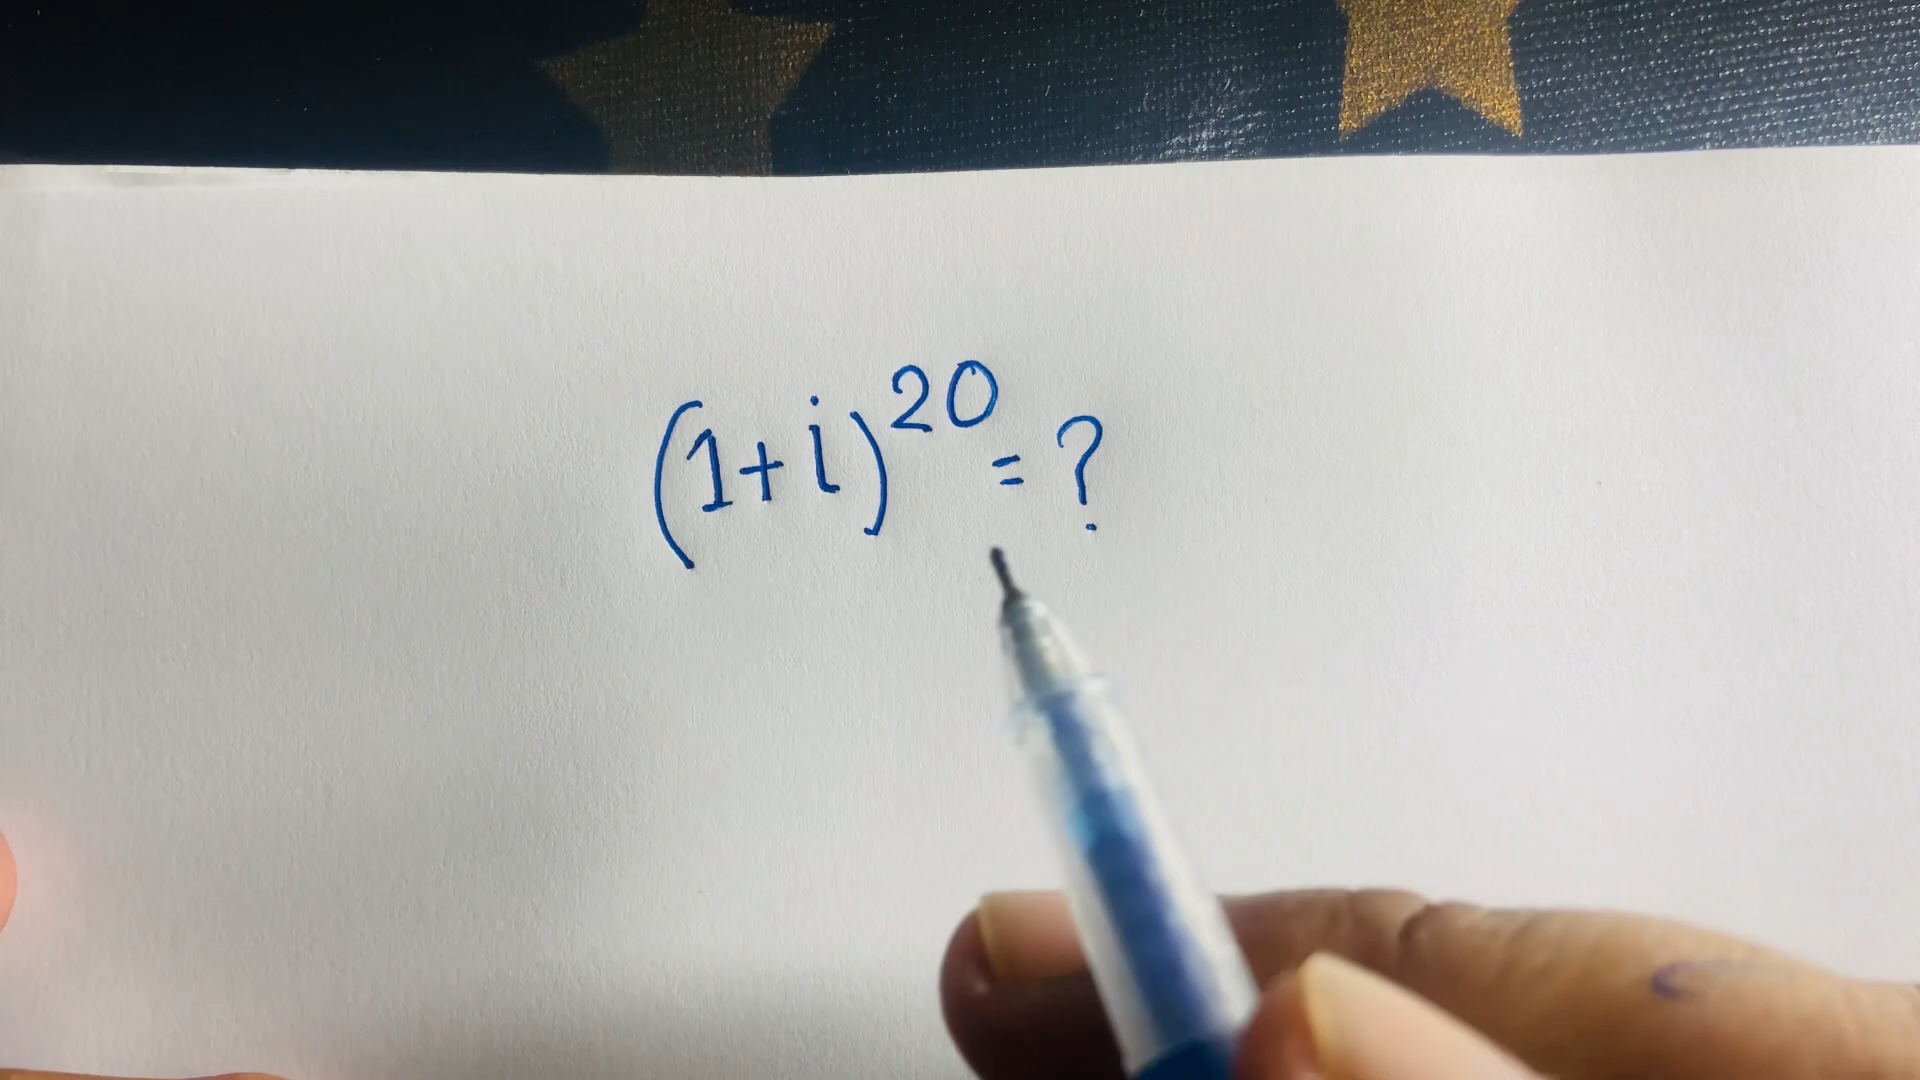 (1+i)²⁰ = ?